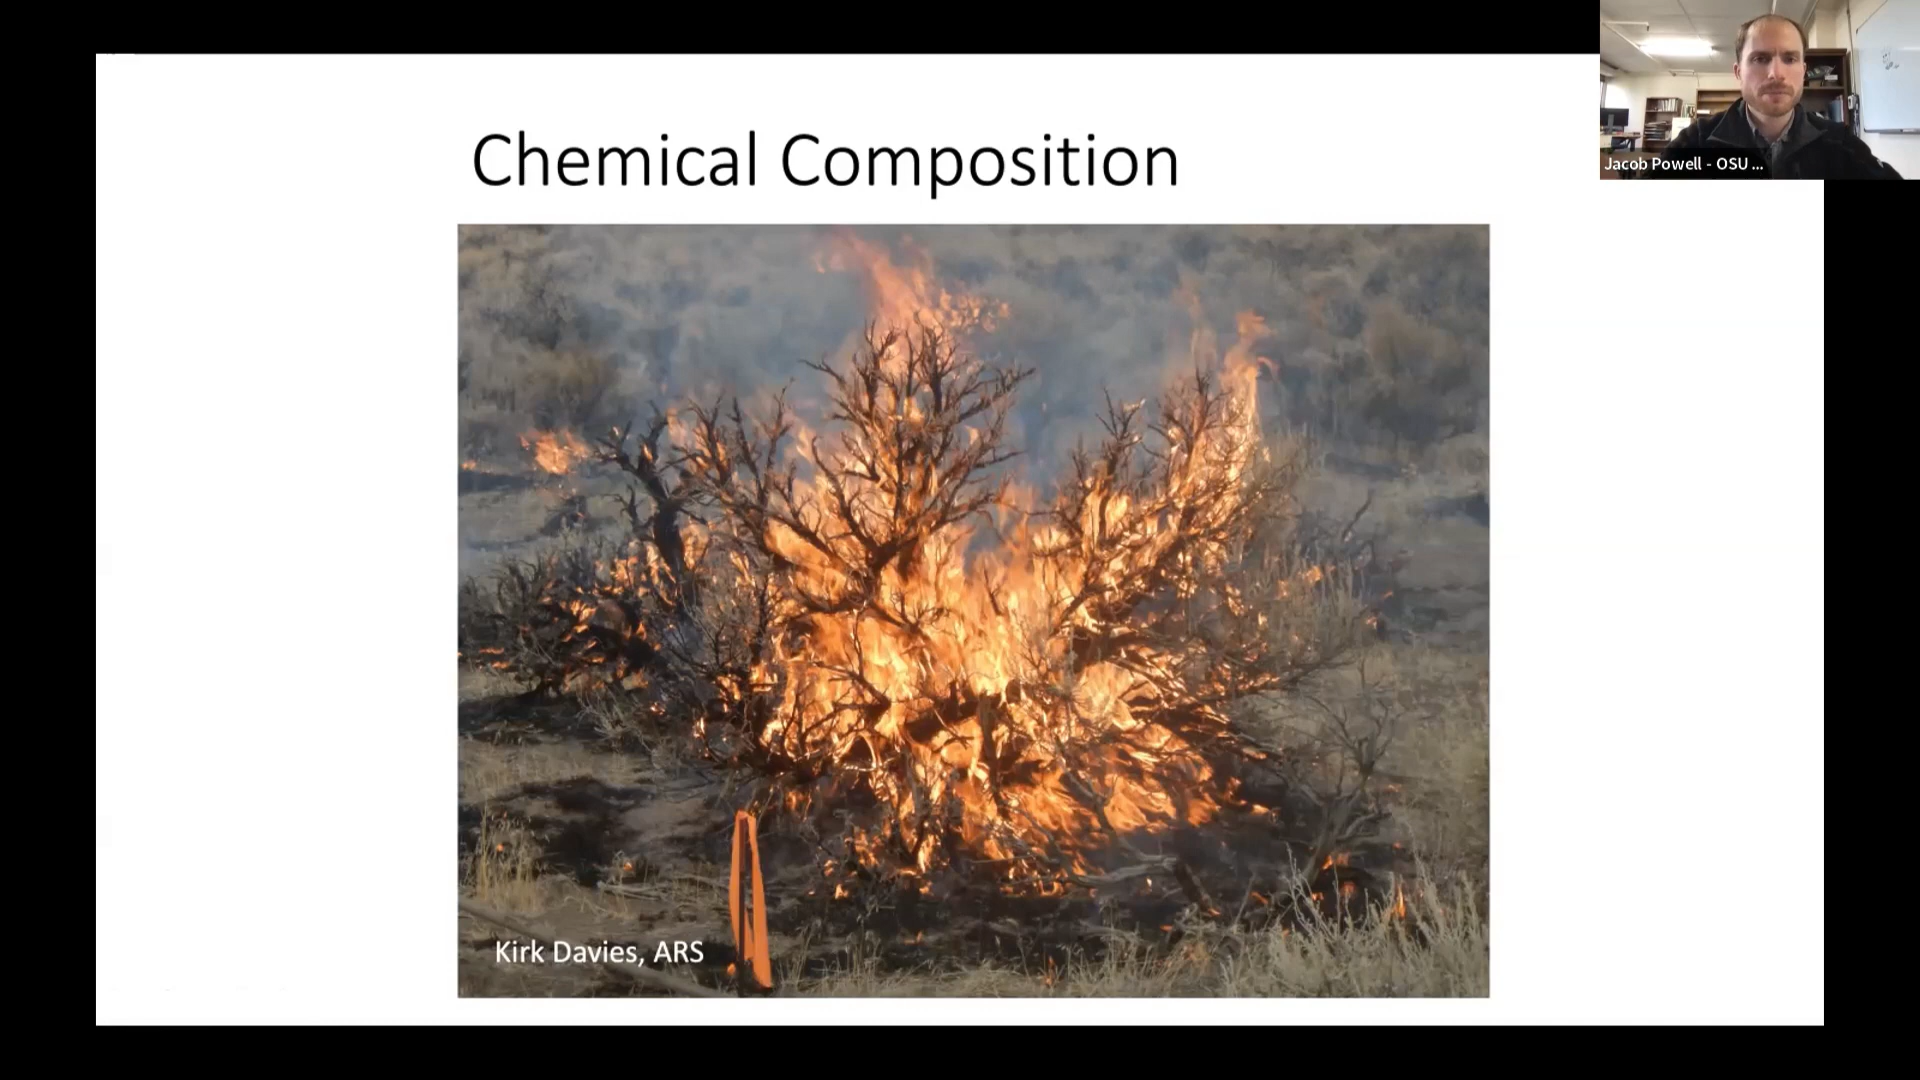 Chemical Composition
Jacob Powell - OSU ...
Kirk Davies, ARS